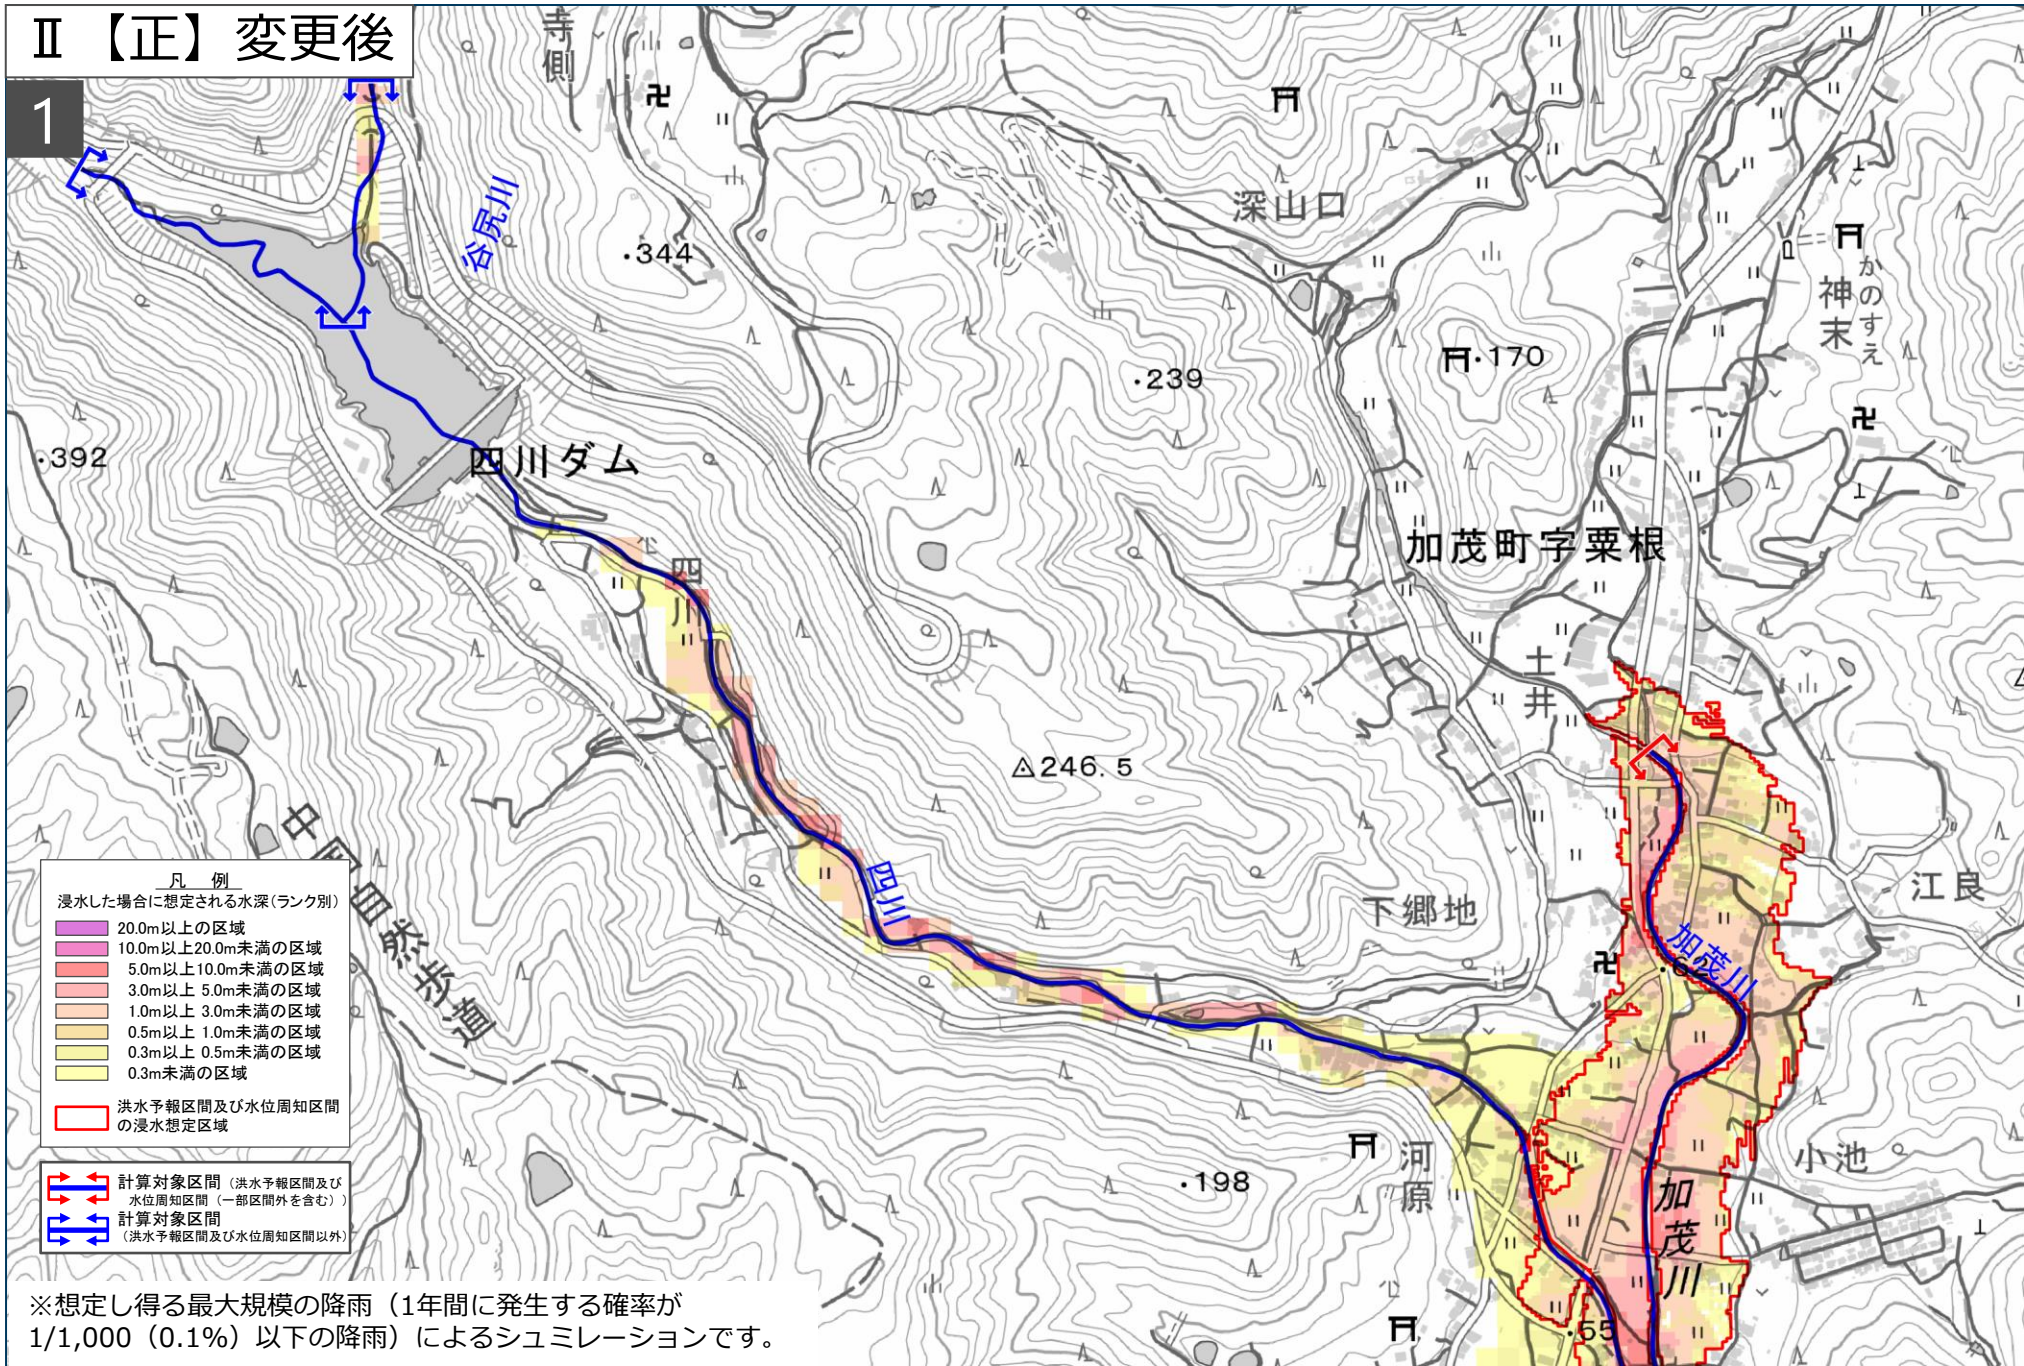 Ⅱ 【正】変更後
1
寺側
谷尻川
・344
深山口
かのすえ
神末
・170
・239
・392
四川ダム
四川
加茂町字粟根
土井
△246.5
中国自然歩道
四川
下郷地
江良
加茂川
・62
河原
・198
小池
加茂川
・55
凡 例
浸水した場合に想定される水深(ランク別)
20.0m以上の区域
10.0m以上20.0m未満の区域
5.0m以上10.0m未満の区域
3.0m以上 5.0m未満の区域
1.0m以上 3.0m未満の区域
0.5m以上 1.0m未満の区域
0.3m以上 0.5m未満の区域
0.3m未満の区域
洪水予報区間及び水位周知区間
の浸水想定区域
計算対象区間(洪水予報区間及び
水位周知区間(一部区間外を含む))
計算対象区間
(洪水予報区間及び水位周知区間以外)
※想定し得る最大規模の降雨(1年間に発生する確率が
1/1,000(0.1%)以下の降雨)によるシュミレーションです。